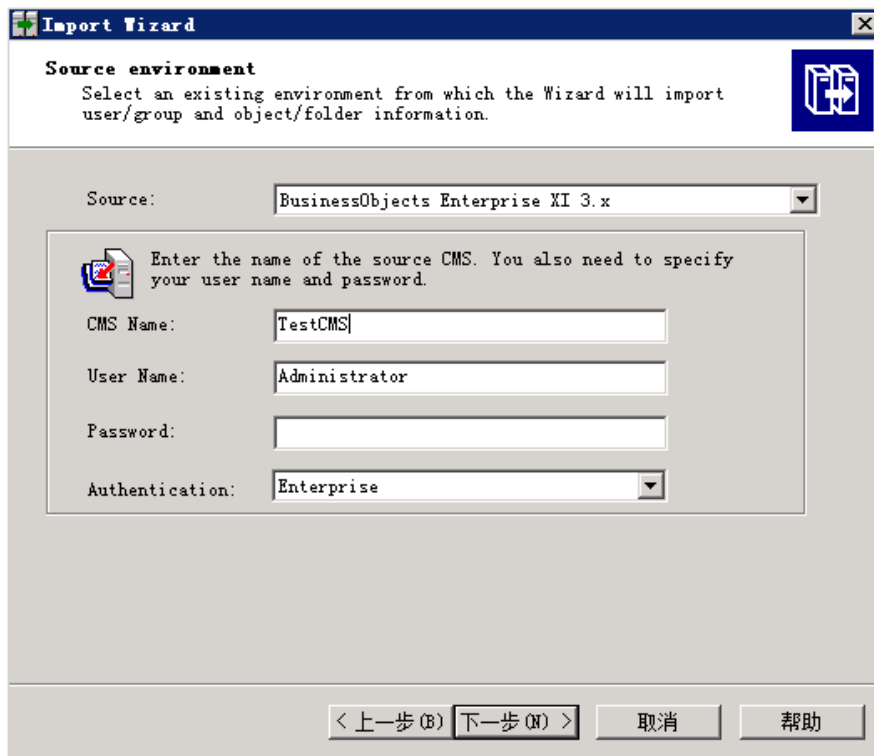 Import Wizard
Source environment
Select an existing environment from which the Wizard will import
user/group and object/folder information.
Source: BusinessObjects Enterprise XI 3.x
Enter the name of the source CMS. You also need to specify
your user name and password.
CMS Name: TestCMS
User Name: Administrator
Password:
Authentication: Enterprise
< 上一步(B) 下一步(N) > 取消 帮助